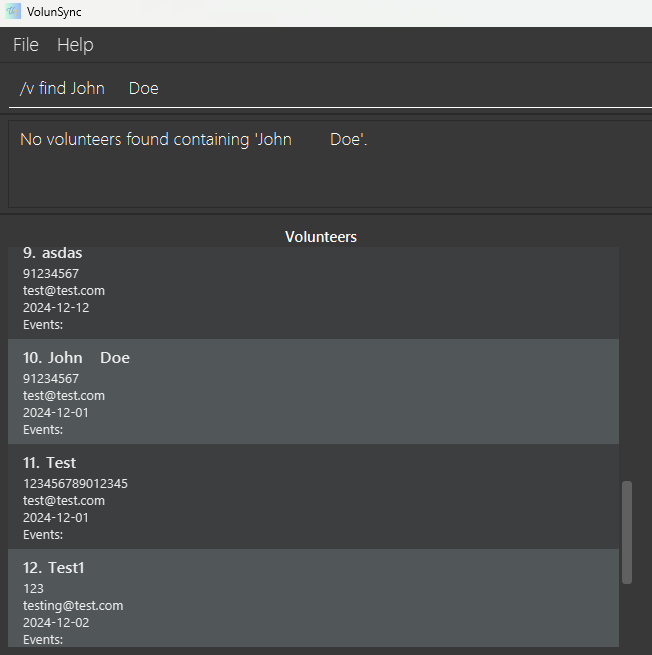 VolunSync
File Help
/v find John    Doe
No volunteers found containing 'John    Doe'.
Volunteers
9. asdas
91234567
test@test.com
2024-12-12
Events:
10. John    Doe
91234567
test@test.com
2024-12-01
Events:
11. Test
123456789012345
test@test.com
2024-12-01
Events:
12. Test1
123
testing@test.com
2024-12-02
Events: